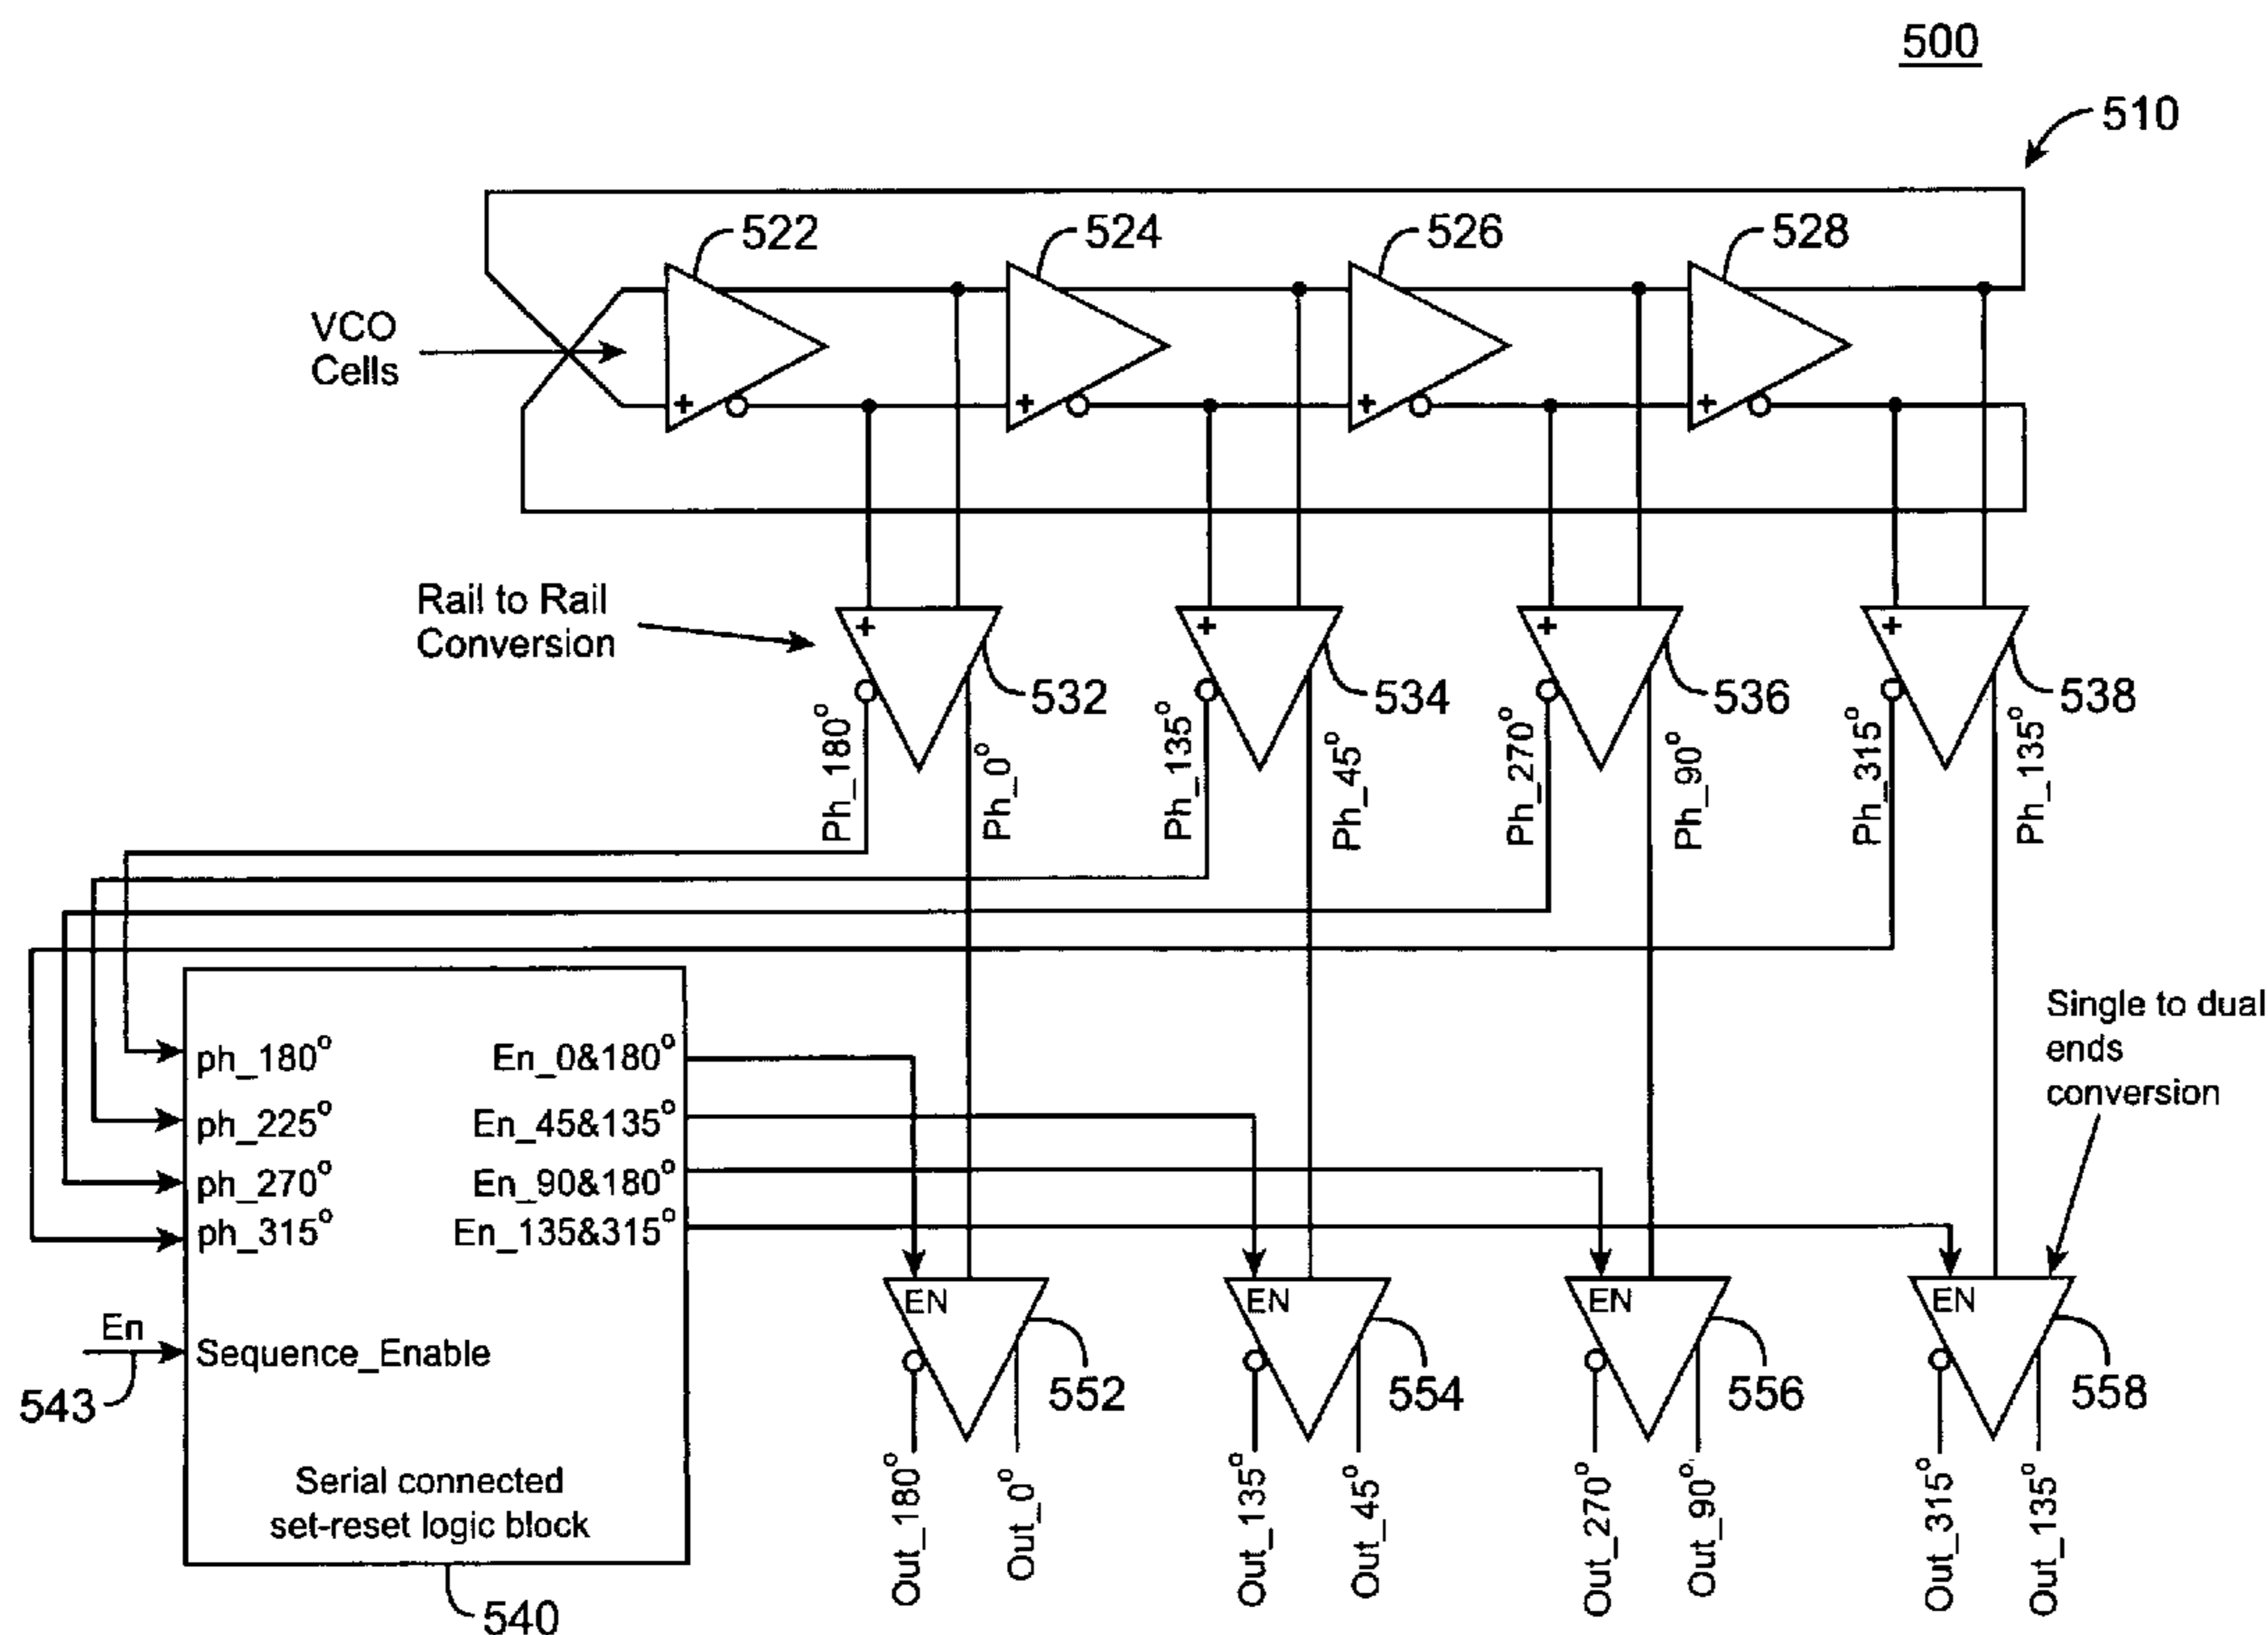 500
510
522
524
526
528
VCO
Cells
+
+
+
+
Rail to Rail
Conversion
+
+
+
+
532
534
536
538
Ph_180°
Ph_0°
Ph_135°
Ph_45°
Ph_270°
Ph_90°
Ph_315°
Ph_135°
Single to dual
ends
conversion
ph_180°
En_0&180°
ph_225°
En_45&135°
ph_270°
En_90&180°
ph_315°
En_135&315°
En
Sequence_Enable
543
EN
EN
EN
EN
552
554
556
558
Serial connected
set-reset logic block
540
Out_180°
Out_0°
Out_135°
Out_45°
Out_270°
Out_90°
Out_315°
Out_135°